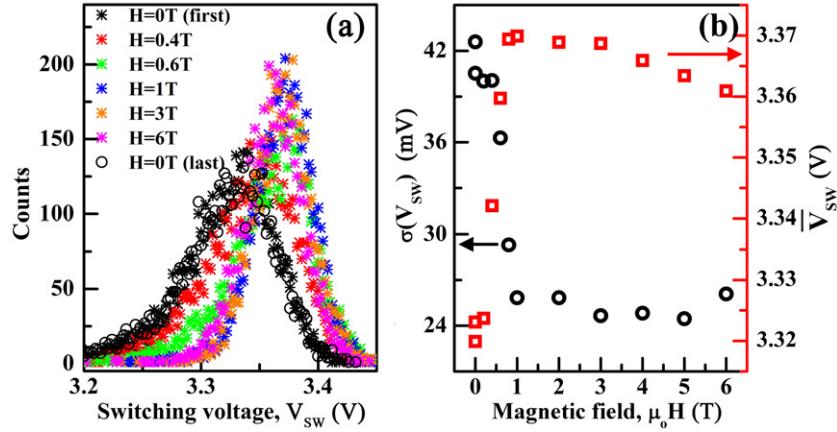 (a)
H=0T (first)
H=0.4T
H=0.6T
H=1T
H=3T
H=6T
H=0T (last)
200
150
100
50
0
Counts
3.2
3.3
3.4
Switching voltage, V_SW (V)
(b)
42
36
30
24
σ(V_SW) (mV)
0
1
2
3
4
5
6
Magnetic field, μ_oH (T)
3.37
3.36
3.35
3.34
3.33
3.32
V̅_SW (V)